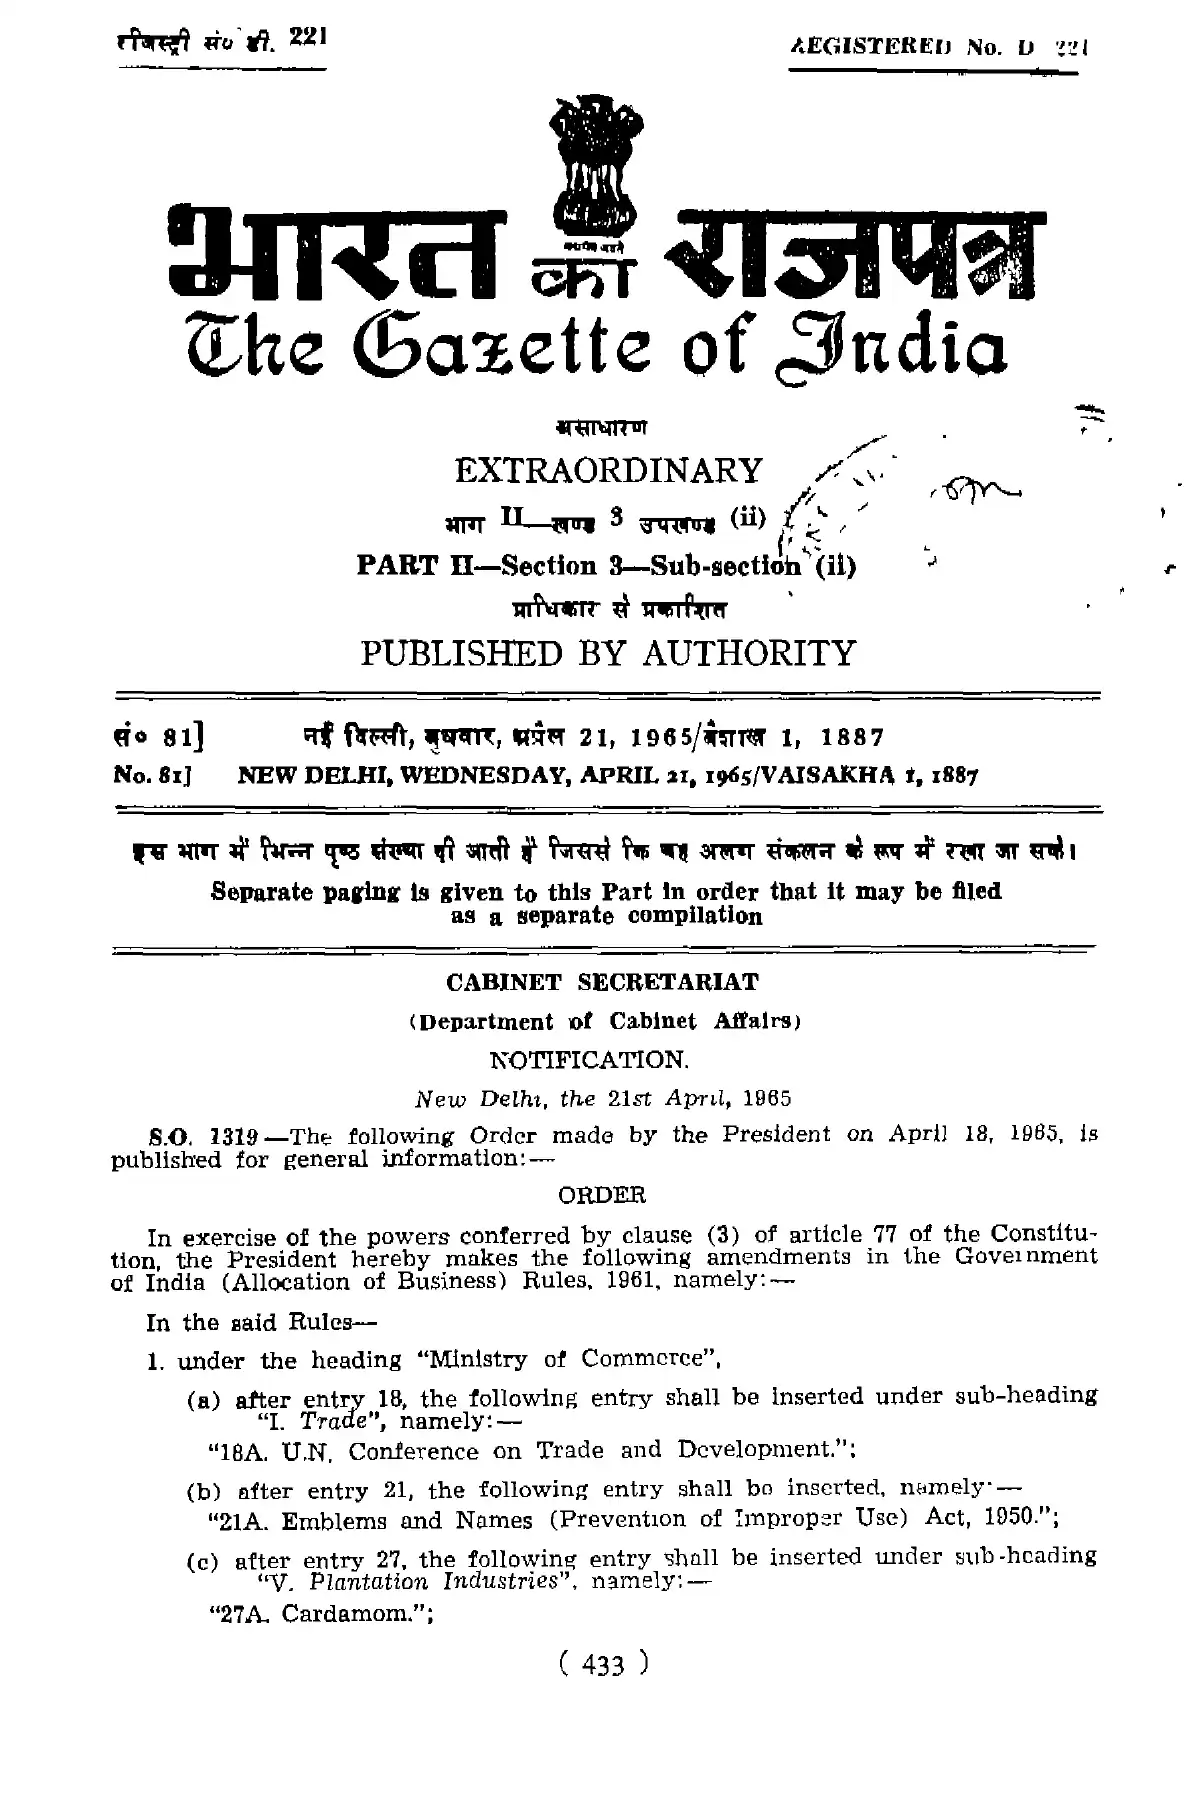 रजिस्ट्री सं० डी. 221
REGISTERED No. D 221
भारत का राजपत्र
The Gazette of India
असाधारण
EXTRAORDINARY
भाग II—खण्ड 3 उपखण्ड (ii)
PART II—Section 3—Sub-section (ii)
प्राधिकार से प्रकाशित
PUBLISHED BY AUTHORITY
सं० 81] नई दिल्ली, बुधवार, अप्रैल 21, 1965/वैशाख 1, 1887
No. 81] NEW DELHI, WEDNESDAY, APRIL 21, 1965/VAISAKHA 1, 1887
इस भाग में भिन्न पृष्ठ संख्या दी जाती है जिससे कि यह अलग संकलन के रूप में रखा जा सके।
Separate paging is given to this Part in order that it may be filed
as a separate compilation
CABINET SECRETARIAT
(Department of Cabinet Affairs)
NOTIFICATION.
New Delhi, the 21st April, 1965
S.O. 1319—The following Order made by the President on April 18, 1965, is
published for general information:—
ORDER
In exercise of the powers conferred by clause (3) of article 77 of the Constitu-
tion, the President hereby makes the following amendments in the Government
of India (Allocation of Business) Rules, 1961, namely:—
In the said Rules—
1. under the heading “Ministry of Commerce”,
(a) after entry 18, the following entry shall be inserted under sub-heading
“I. Trade”, namely:—
“18A. U.N. Conference on Trade and Development.”;
(b) after entry 21, the following entry shall be inserted, namely:—
“21A. Emblems and Names (Prevention of Improper Use) Act, 1950.”;
(c) after entry 27, the following entry shall be inserted under sub-heading
“V. Plantation Industries”, namely:—
“27A. Cardamom.”;
( 433 )